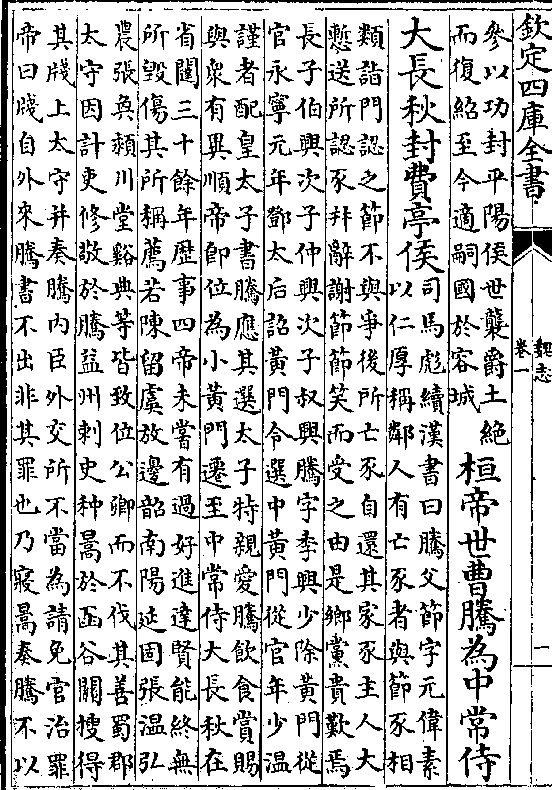 欽定四庫全書
魏志
卷一
一
參以功封平陽侯世襲爵土絕
而復紹至今適嗣國於容城
桓帝世曹騰為中常侍
大長秋封費亭侯
司馬彪續漢書曰騰父節字元偉素
以仁厚稱鄰人有亡豕者與節豕相
類詣門認之節不與爭後所亡豕自還其家豕主人大
慙送所認豕并辭謝節節笑而受之由是鄉黨貴歎焉
長子伯興次子仲興次子叔興騰字季興少除黃門從
官永寧元年鄧太后詔黃門令選中黃門從官年少溫
謹者配皇太子書騰應其選太子特親愛騰飲食賞賜
與衆有異順帝即位為小黃門遷至中常侍大長秋在
省闥三十餘年歴事四帝未嘗有過好進達賢能終無
所毀傷其所稱薦若陳留虞放邊韶南陽延固張溫弘
農張奐潁川堂谿典等皆致位公卿而不伐其善蜀郡
太守因計吏修敬於騰益州刺史种暠於函谷關搜得
其牋上太守并奏騰內臣外交所不當為請免官治罪
帝曰牋自外來騰書不出非其罪也乃寢暠奏騰不以